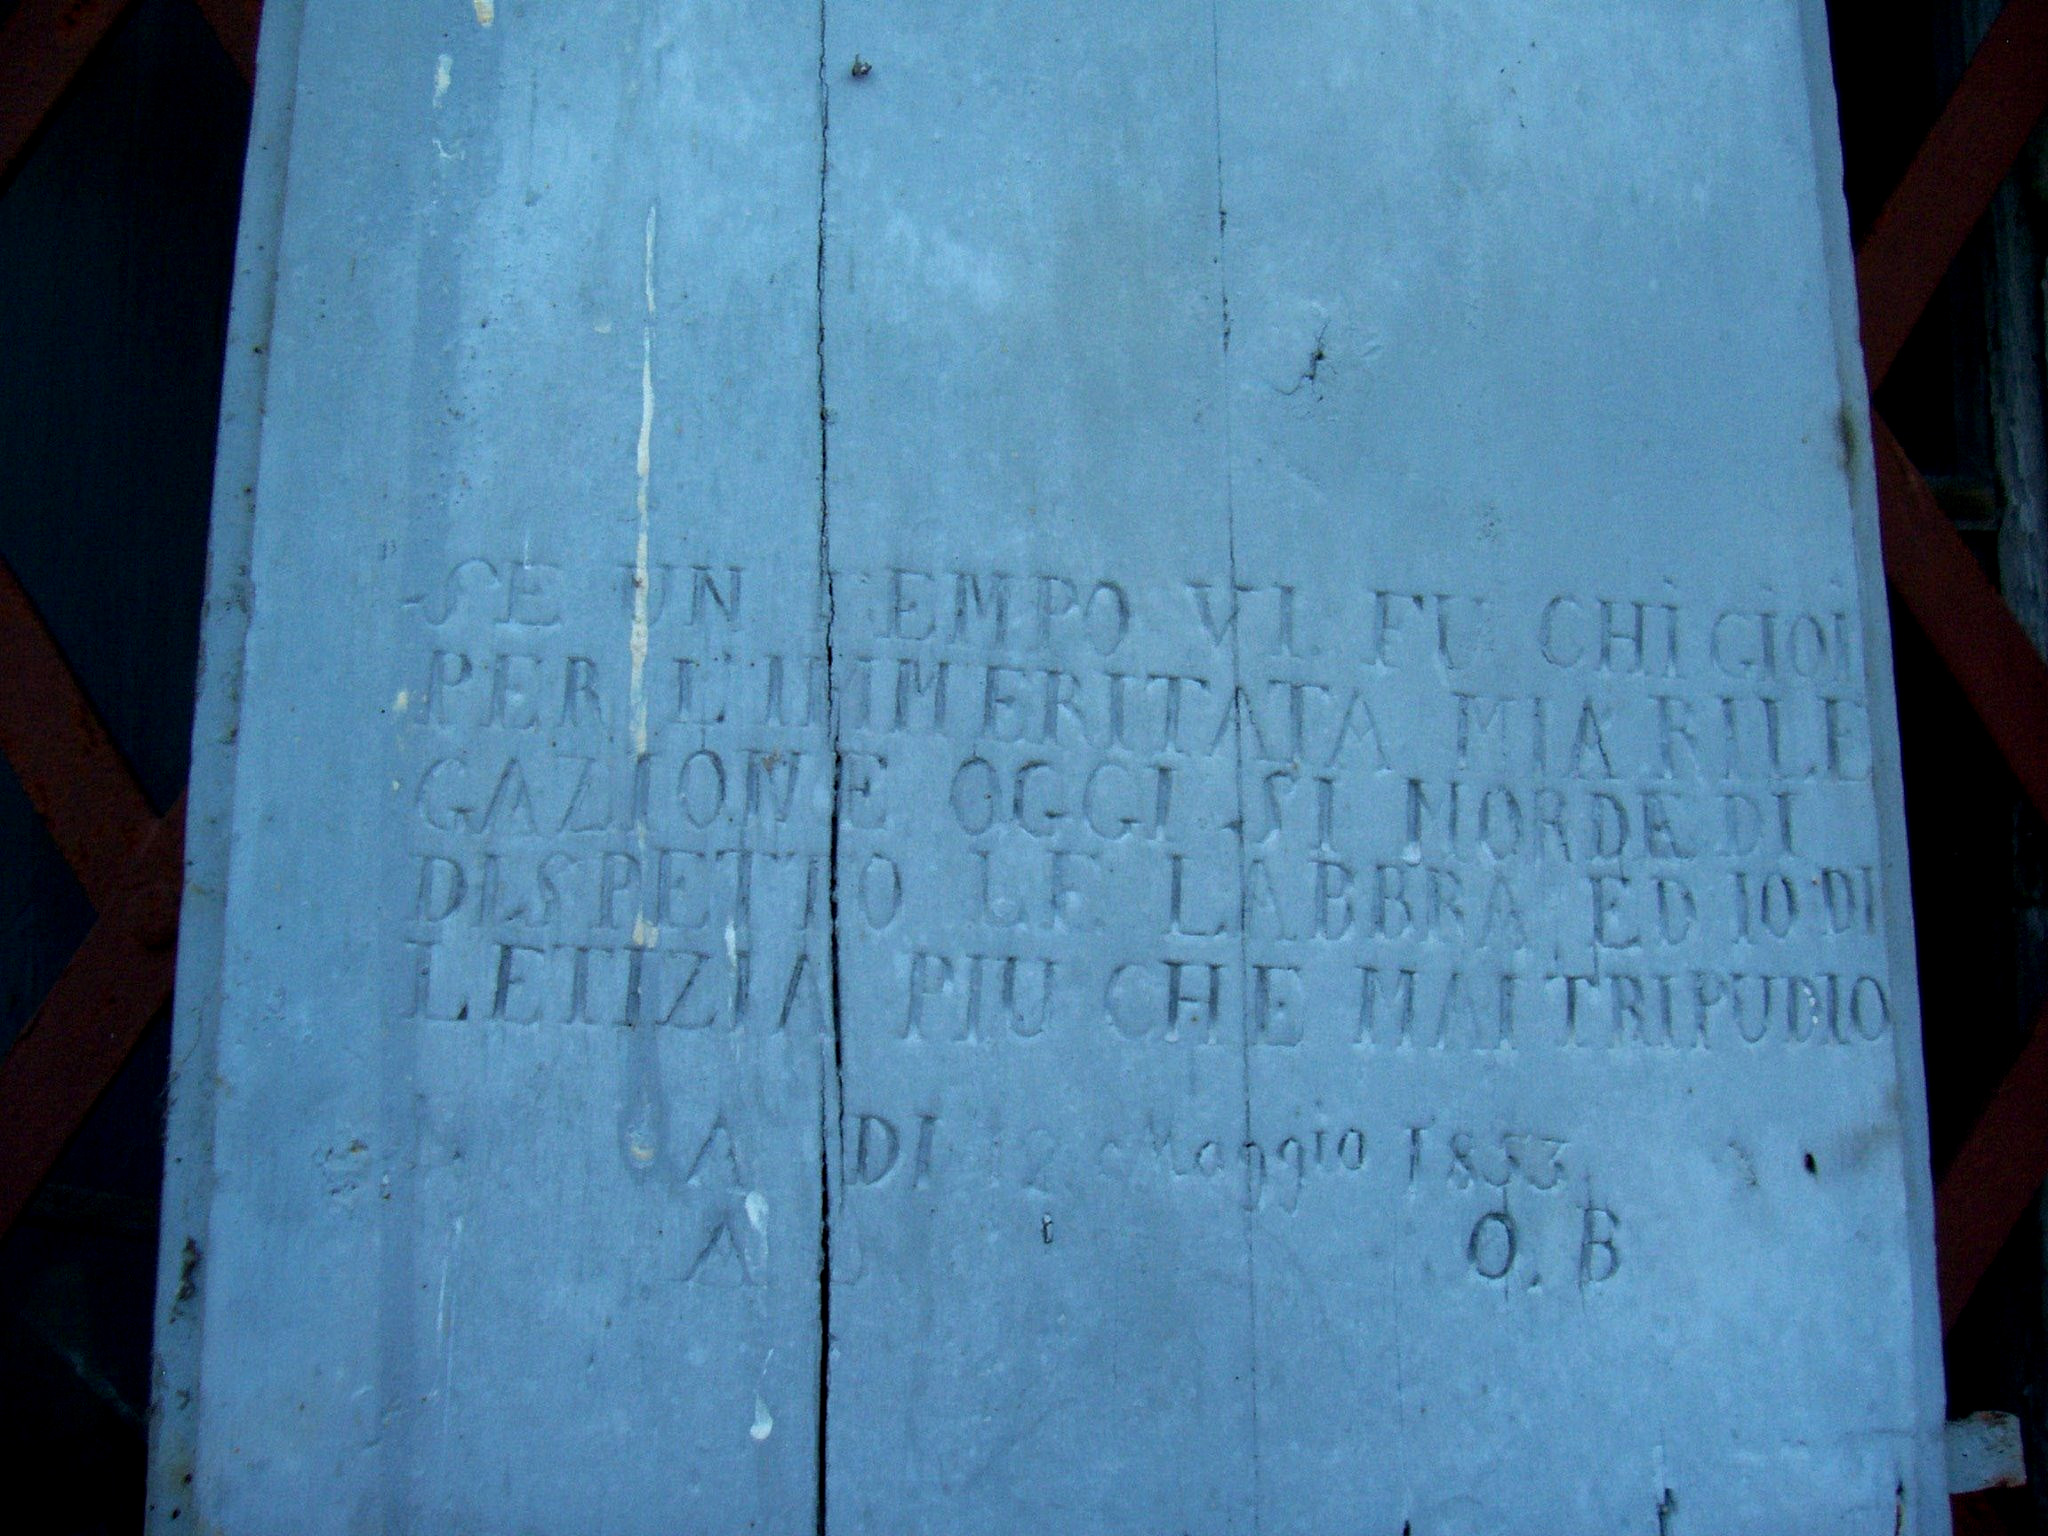 SE UN TEMPO VI FU CHI GIOI
PER L'IMMERITATA MIA RILE
GAZIONE OGGI SI MORDE DI
DISPETTO LE LABBRA ED IO DI
LETIZIA PIU CHE MAI TRIPUDIO
A DI 12 Maggio 1853
O. B